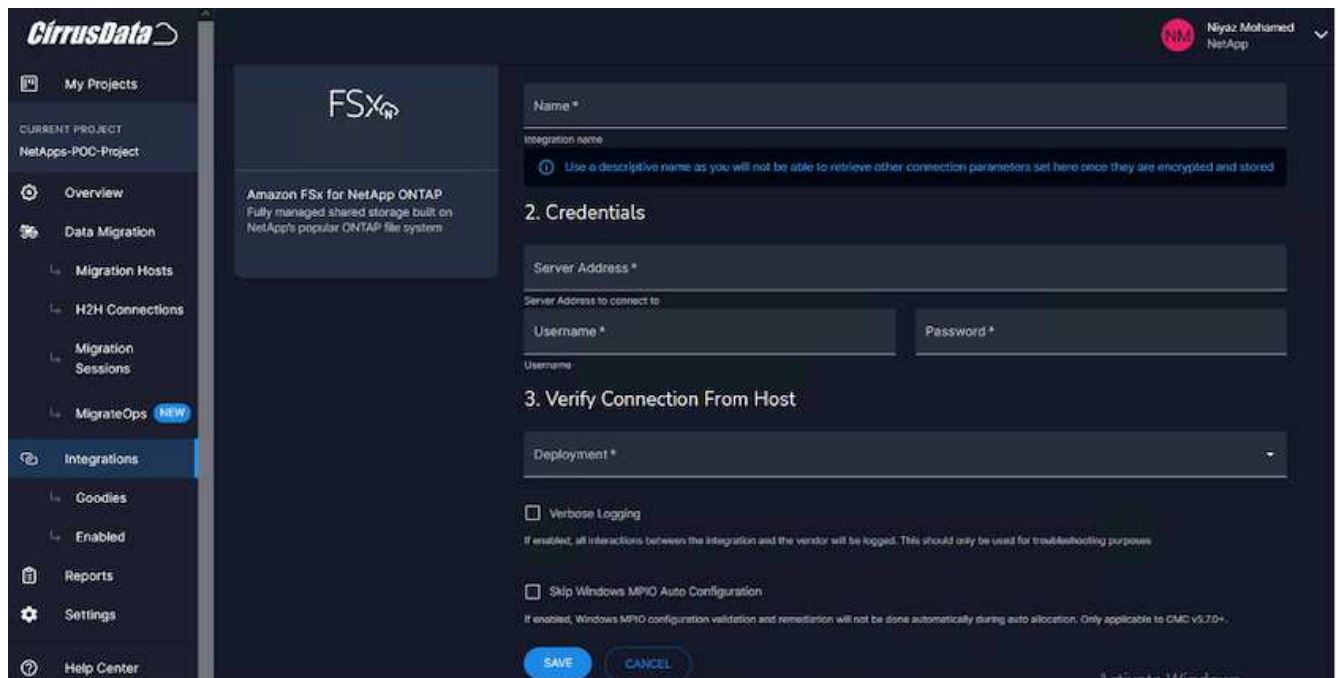 CirrusData
NM
Niyaz Mohamed
NetApp
My Projects
CURRENT PROJECT
NetApps-POC-Project
Overview
Data Migration
Migration Hosts
H2H Connections
Migration
Sessions
MigrateOps NEW
Integrations
Goodies
Enabled
Reports
Settings
Help Center
FSxN
Amazon FSx for NetApp ONTAP
Fully managed shared storage built on
NetApp's popular ONTAP file system
Name *
Integration name
Use a descriptive name as you will not be able to retrieve other connection parameters set here once they are encrypted and stored
2. Credentials
Server Address *
Server Address to connect to
Username *
Password *
Username
3. Verify Connection From Host
Deployment *
Verbose Logging
If enabled, all interactions between the integration and the vendor will be logged. This should only be used for troubleshooting purposes
Skip Windows MPIO Auto Configuration
If enabled, Windows MPIO configuration validation and remediation will not be done automatically during auto allocation. Only applicable to CMC v5.7.0+.
SAVE
CANCEL
Activate Windows